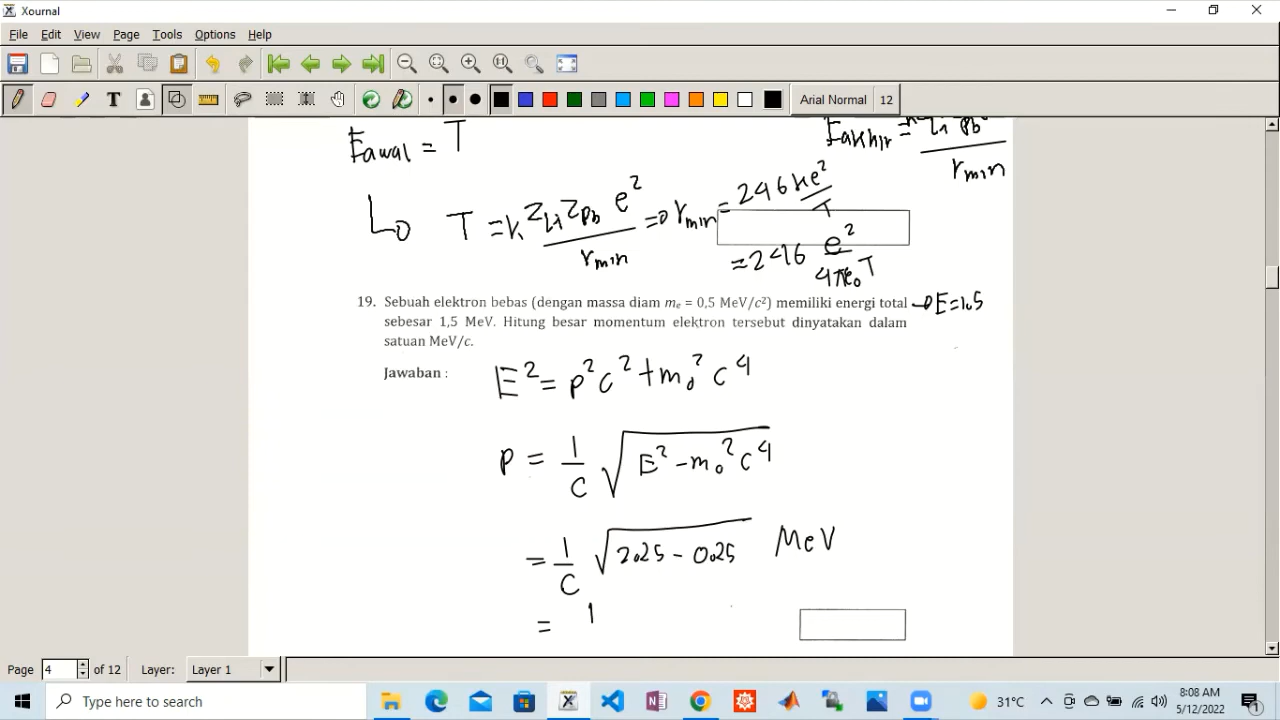 Xournal
File Edit View Page Tools Options Help
Arial Normal 12
E_awal = T
E_akhir =
r_min
T = k Z_Li Z_Pb e² / r_min => r_min = 246 ke² / T
= 246 e² / 4πε₀T
19. Sebuah elektron bebas (dengan massa diam mₑ = 0,5 MeV/c²) memiliki energi total → E=1.5
sebesar 1,5 MeV. Hitung besar momentum elektron tersebut dinyatakan dalam
satuan MeV/c.
Jawaban :
E² = p²c² + m₀²c⁴
p = 1/c √(E² - m₀²c⁴)
= 1/c √(2.25 - 0.25) MeV
= 1
Page 4 of 12 Layer: Layer 1
Type here to search
31°C
8:08 AM
5/12/2022
1